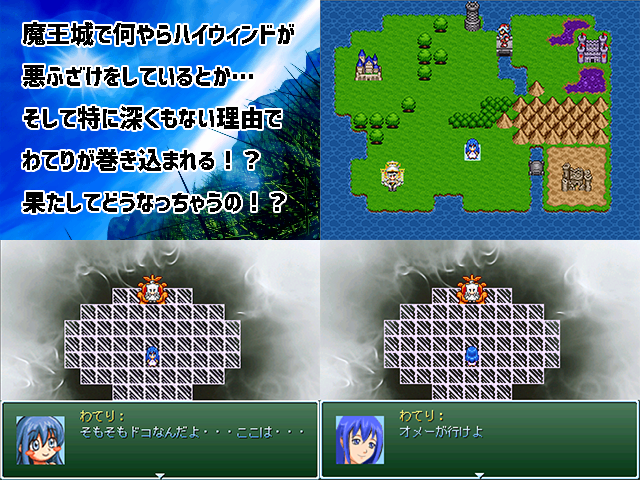 魔王城で何やらハイウィンドが
悪ふざけをしているとか…
そして特に深くもない理由で
わてりが巻き込まれる！？
果たしてどうなっちゃうの！？
わてり：
そもそもドコなんだよ・・・ここは・・・
わてり：
オメーが行けよ